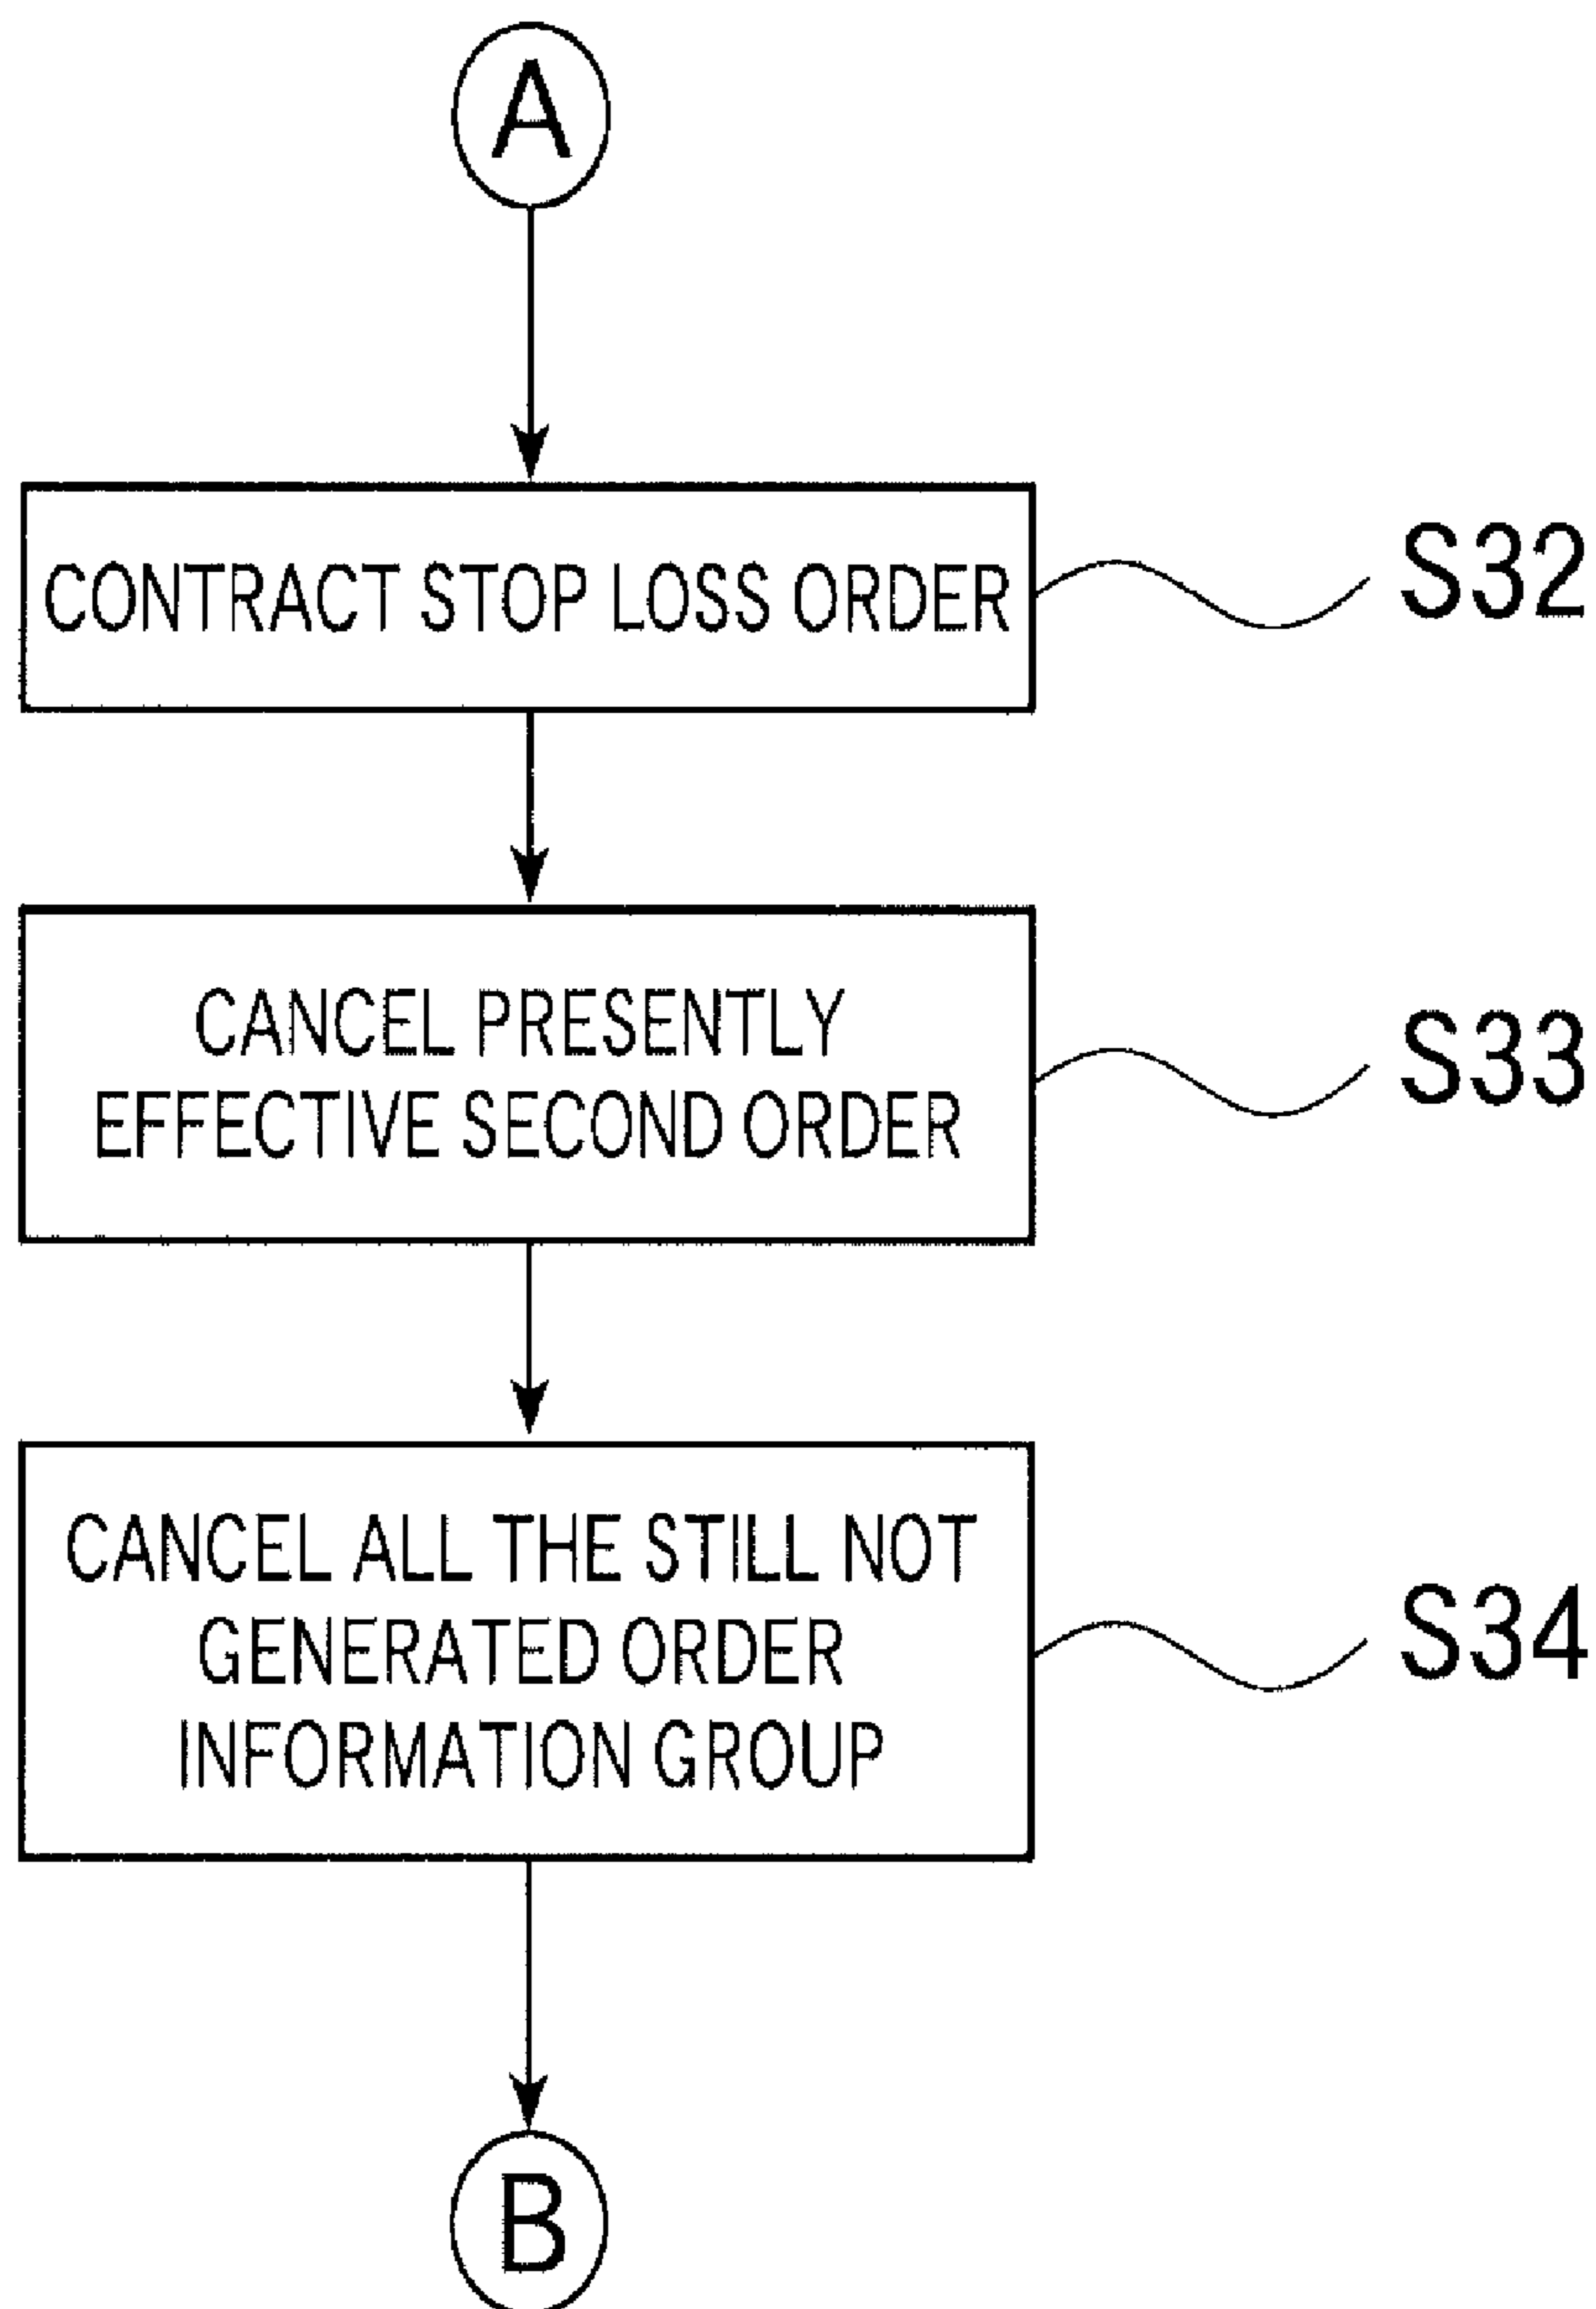 A
CONTRACT STOP LOSS ORDER
S32
CANCEL PRESENTLY
EFFECTIVE SECOND ORDER
S33
CANCEL ALL THE STILL NOT
GENERATED ORDER
INFORMATION GROUP
S34
B